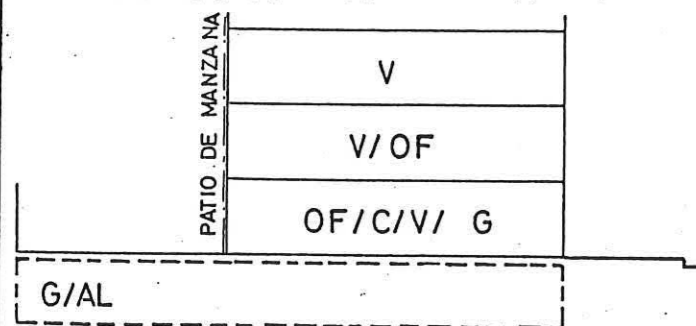 PATIO DE MANZANA
V
V/OF
OF/C/V/ G
G/AL